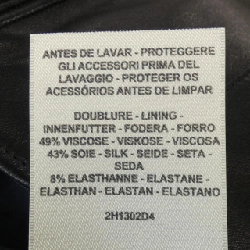 ANTES DE LAVAR - PROTEGGERE
GLI ACCESSORI PRIMA DEL
LAVAGGIO - PROTEGER OS
ACESSÓRIOS ANTES DE LIMPAR
DOUBLURE - LINING -
INNENFUTTER - FODERA - FORRO
49% VISCOSE - VISKOSE - VISCOSA
43% SOIE - SILK - SEIDE - SETA -
SEDA
8% ELASTHANNE - ELASTANE -
ELASTHAN - ELASTAN - ELASTANO
2H1302D4